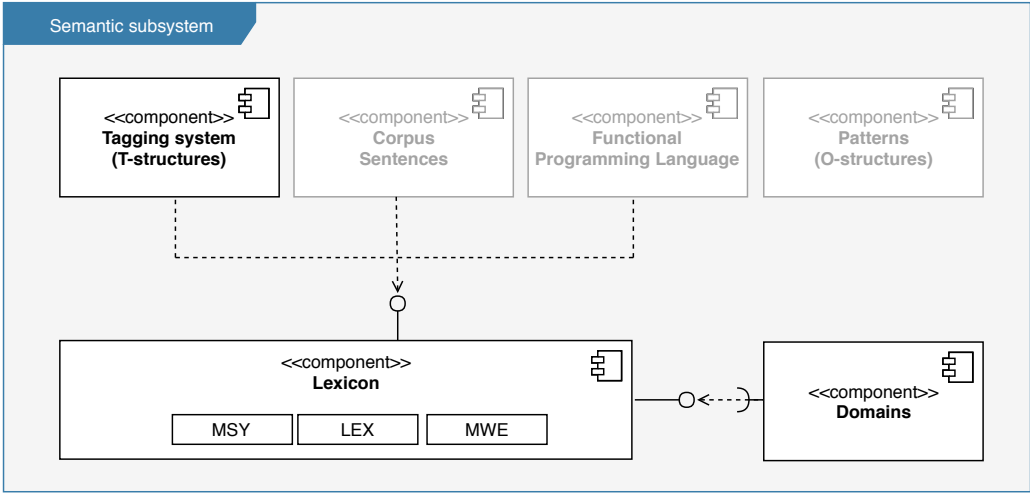 Semantic subsystem
<<component>>
Tagging system
(T-structures)
<<component>>
Corpus
Sentences
<<component>>
Functional
Programming Language
<<component>>
Patterns
(O-structures)
<<component>>
Lexicon
MSY
LEX
MWE
<<component>>
Domains